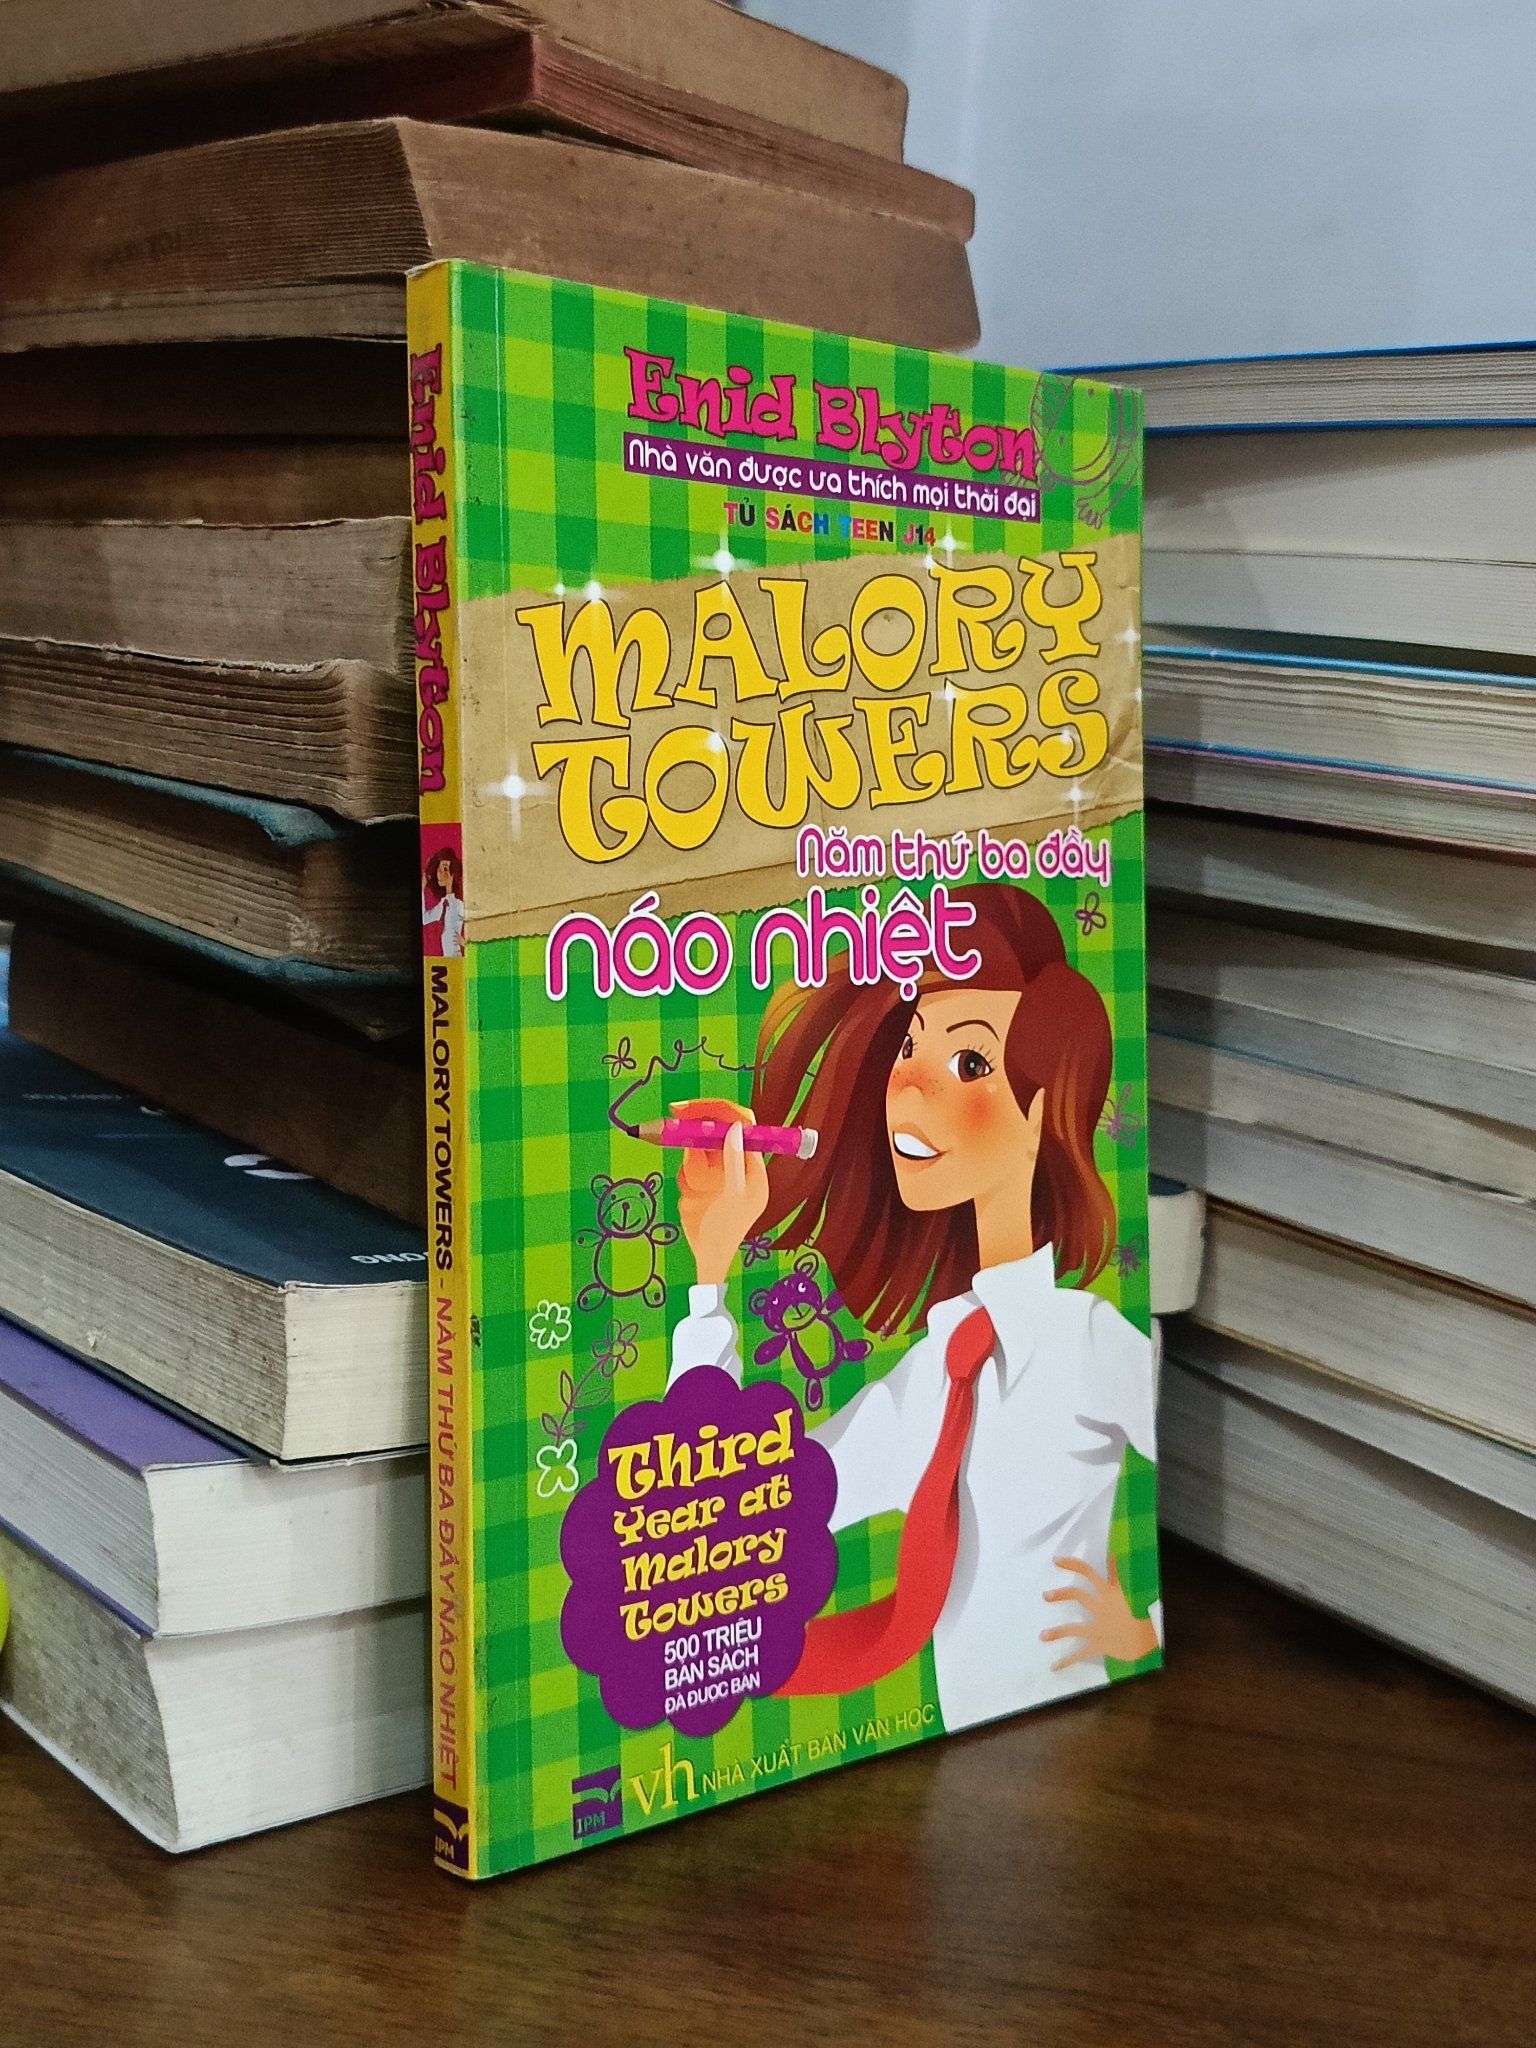 Enid Blyton
Nhà văn được ưa thích mọi thời đại
TỦ SÁCH TEEN J14
MALORY
TOWERS
Năm thứ ba đầy
náo nhiệt
Third
Year at
Malory
Towers
500 TRIỆU
BẢN SÁCH
ĐÃ ĐƯỢC BÁN
IPM
vh NHÀ XUẤT BẢN VĂN HỌC
Enid Blyton
MALORY TOWERS - NĂM THỨ BA ĐẦY NÁO NHIỆT
IPM